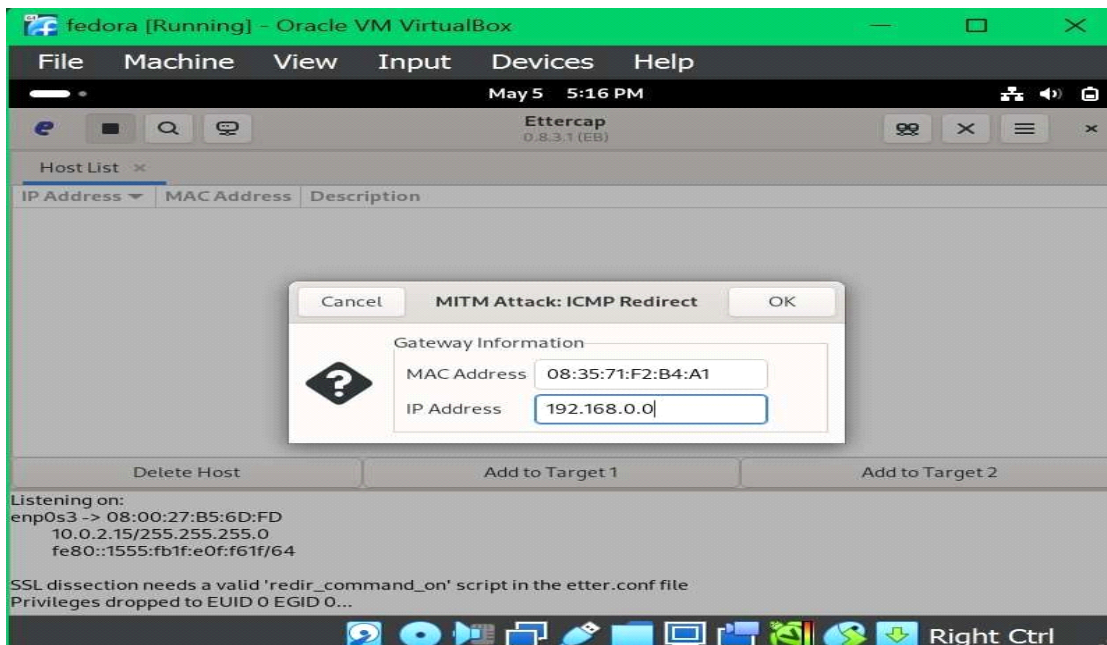 fedora [Running] - Oracle VM VirtualBox
File Machine View Input Devices Help
May 5 5:16 PM
Ettercap
0.8.3.1 (EB)
Host List
IP Address MAC Address Description
Cancel MITM Attack: ICMP Redirect OK
Gateway Information
MAC Address 08:35:71:F2:B4:A1
IP Address 192.168.0.0
Delete Host Add to Target 1 Add to Target 2
Listening on:
enp0s3 -> 08:00:27:B5:6D:FD
10.0.2.15/255.255.255.0
fe80::1555:fb1f:e0f:f61f/64
SSL dissection needs a valid 'redir_command_on' script in the etter.conf file
Privileges dropped to EUID 0 EGID 0...
Right Ctrl